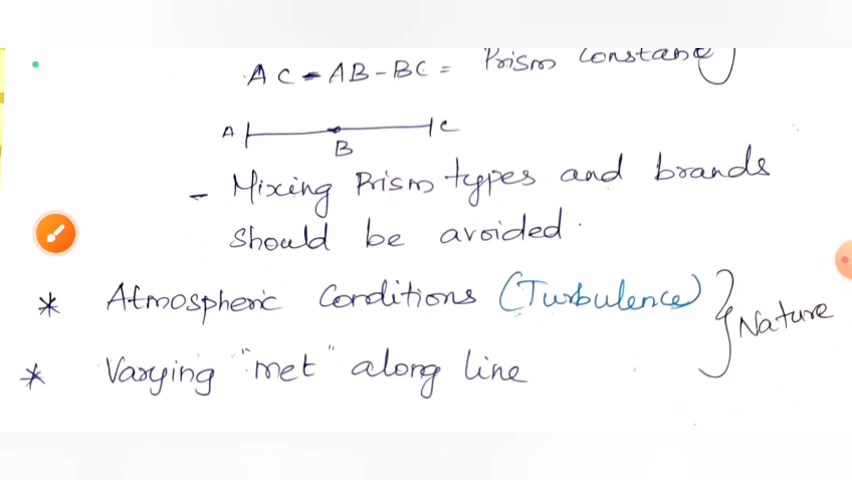 AC - AB - BC = Prism Constant
A B C
- Mixing Prism types and brands
should be avoided.
* Atmospheric Conditions (Turbulence)
* Varying "met" along line
} Nature